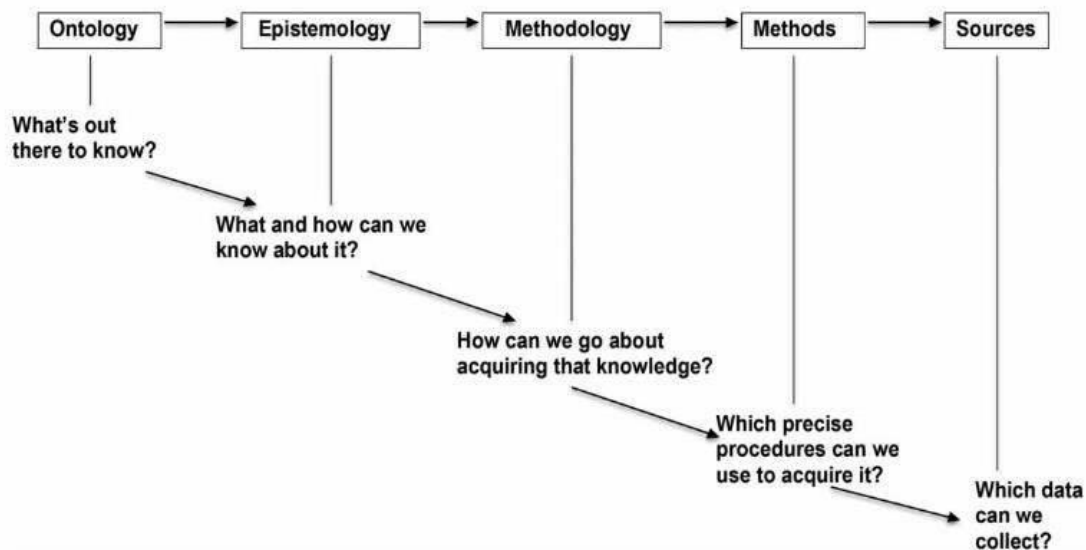 Ontology
Epistemology
Methodology
Methods
Sources
What's out
there to know?
What and how can we
know about it?
How can we go about
acquiring that knowledge?
Which precise
procedures can we
use to acquire it?
Which data
can we
collect?